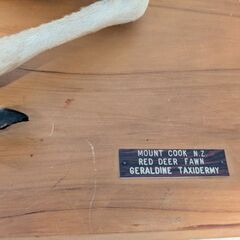 MOUNT COOK N.Z.
RED DEER FAWN
GERALDINE TAXIDERMY